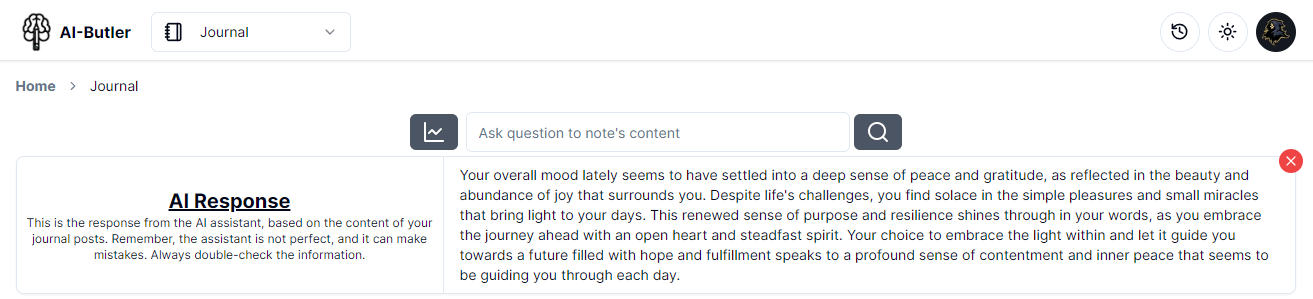 AI-Butler
Journal
Home > Journal
Ask question to note's content
AI Response
This is the response from the AI assistant, based on the content of your
journal posts. Remember, the assistant is not perfect, and it can make
mistakes. Always double-check the information.
Your overall mood lately seems to have settled into a deep sense of peace and gratitude, as reflected in the beauty and
abundance of joy that surrounds you. Despite life's challenges, you find solace in the simple pleasures and small miracles
that bring light to your days. This renewed sense of purpose and resilience shines through in your words, as you embrace
the journey ahead with an open heart and steadfast spirit. Your choice to embrace the light within and let it guide you
towards a future filled with hope and fulfillment speaks to a profound sense of contentment and inner peace that seems to
be guiding you through each day.